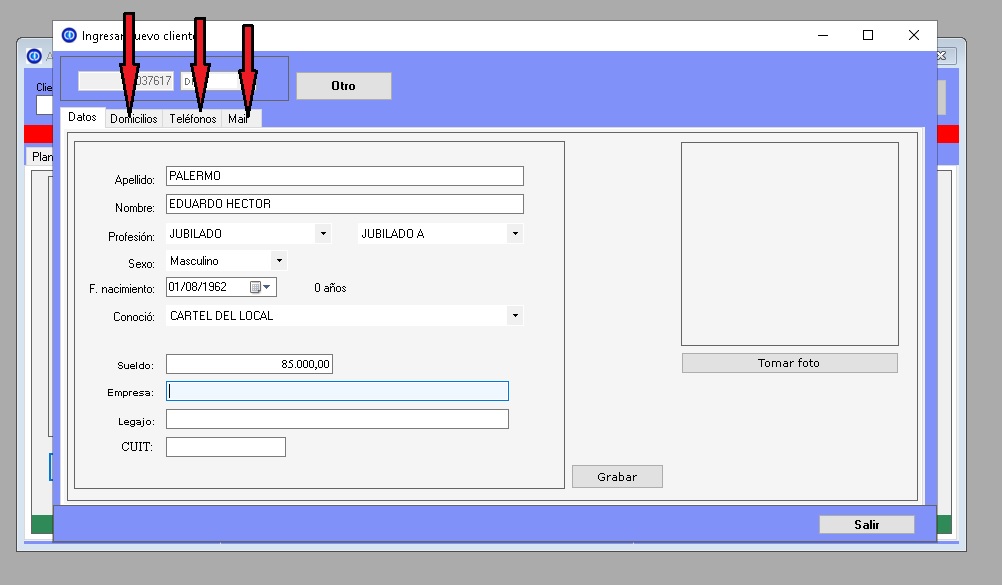 Ingresar nuevo cliente
Clie
037617
Otro
Datos Domicilios Teléfonos Mail
Plan
Apellido: PALERMO
Nombre: EDUARDO HECTOR
Profesión: JUBILADO JUBILADO A
Sexo: Masculino
F. nacimiento: 01/08/1962 0 años
Conoció: CARTEL DEL LOCAL
Sueldo: 85.000,00
Tomar foto
Empresa:
Legajo:
CUIT:
Grabar
Salir